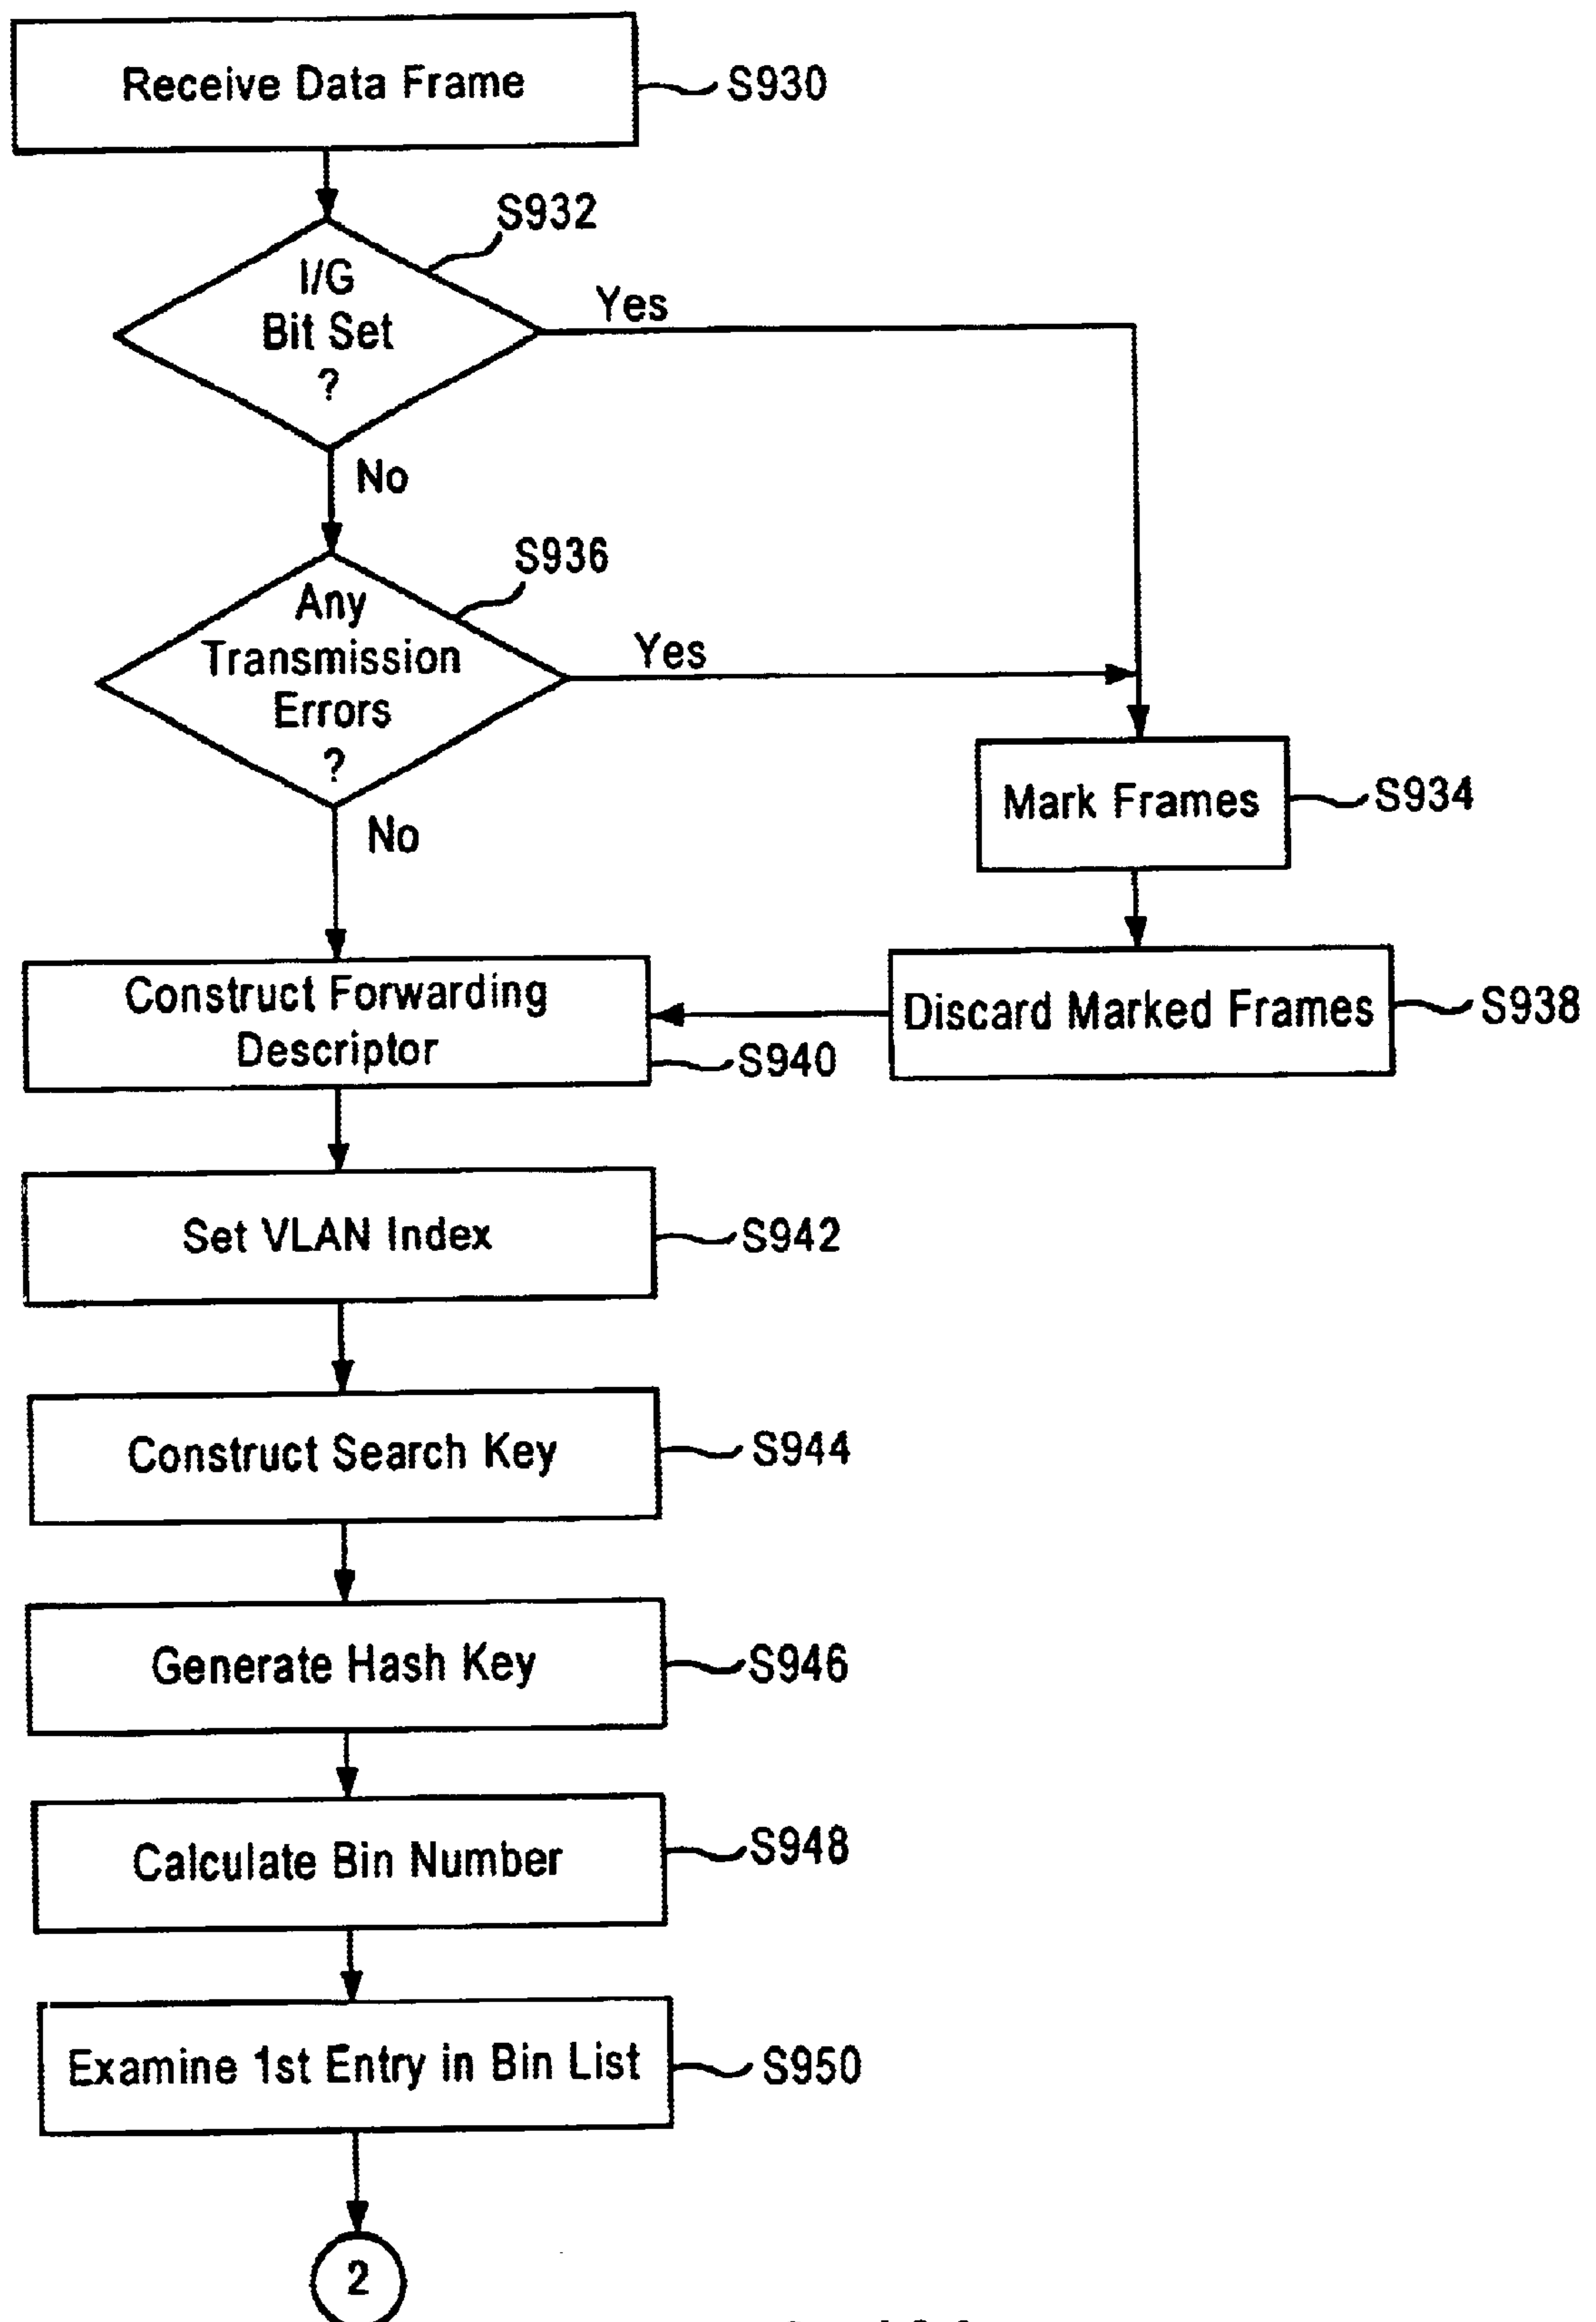 Receive Data Frame
S930
S932
I/G
Bit Set
?
Yes
No
S936
Any
Transmission
Errors
?
Yes
No
Mark Frames
S934
Construct Forwarding
Descriptor
S940
Discard Marked Frames
S938
Set VLAN Index
S942
Construct Search Key
S944
Generate Hash Key
S946
Calculate Bin Number
S948
Examine 1st Entry in Bin List
S950
2